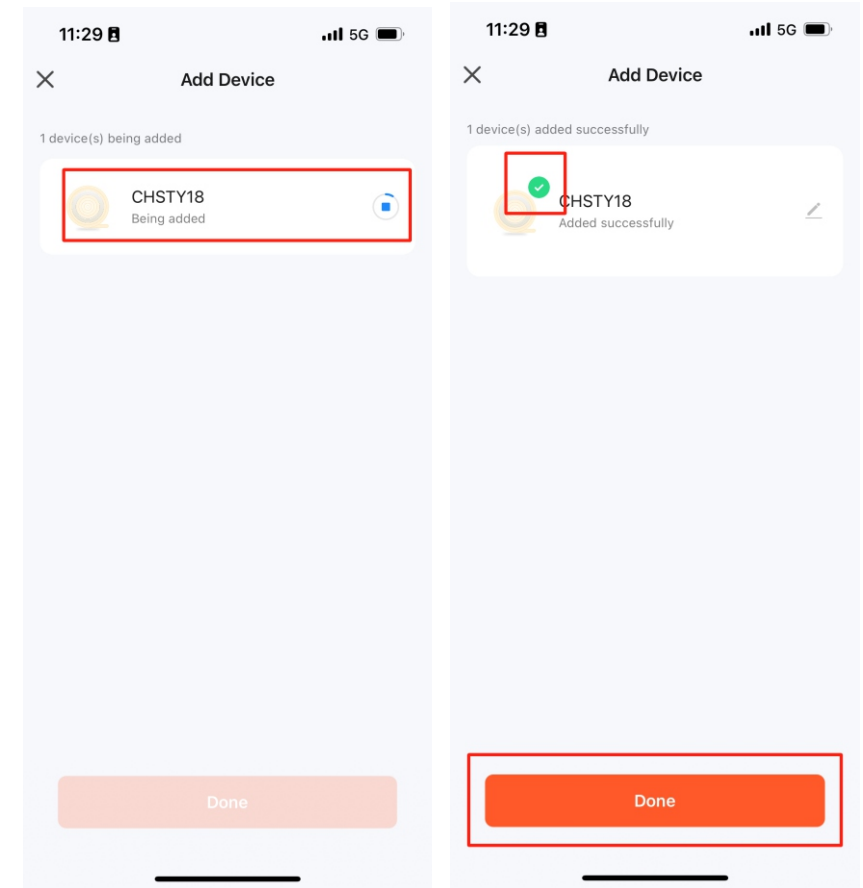 11:29
5G
Add Device
1 device(s) being added
CHSTY18
Being added
Done
11:29
5G
Add Device
1 device(s) added successfully
CHSTY18
Added successfully
Done